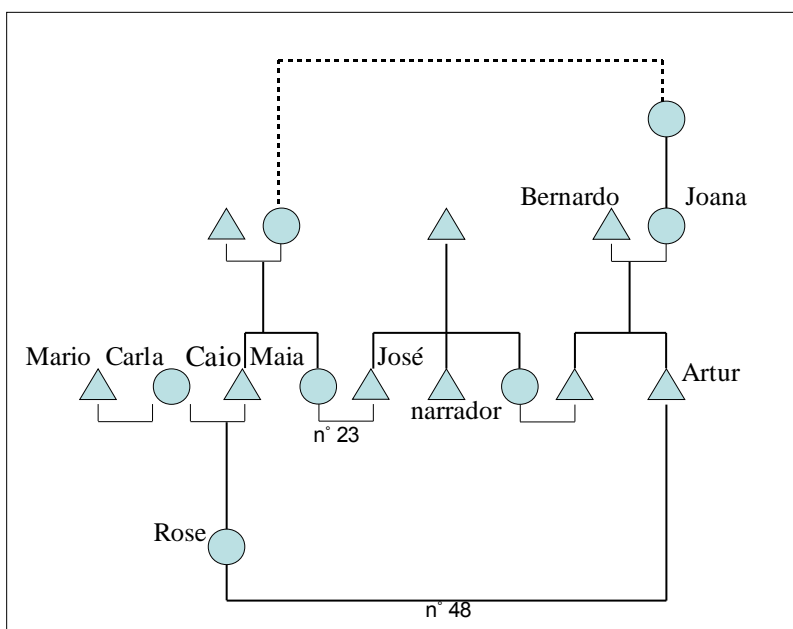 Bernardo Joana
Mario Carla Caio Maia José Artur
narrador
n° 23
Rose
n° 48